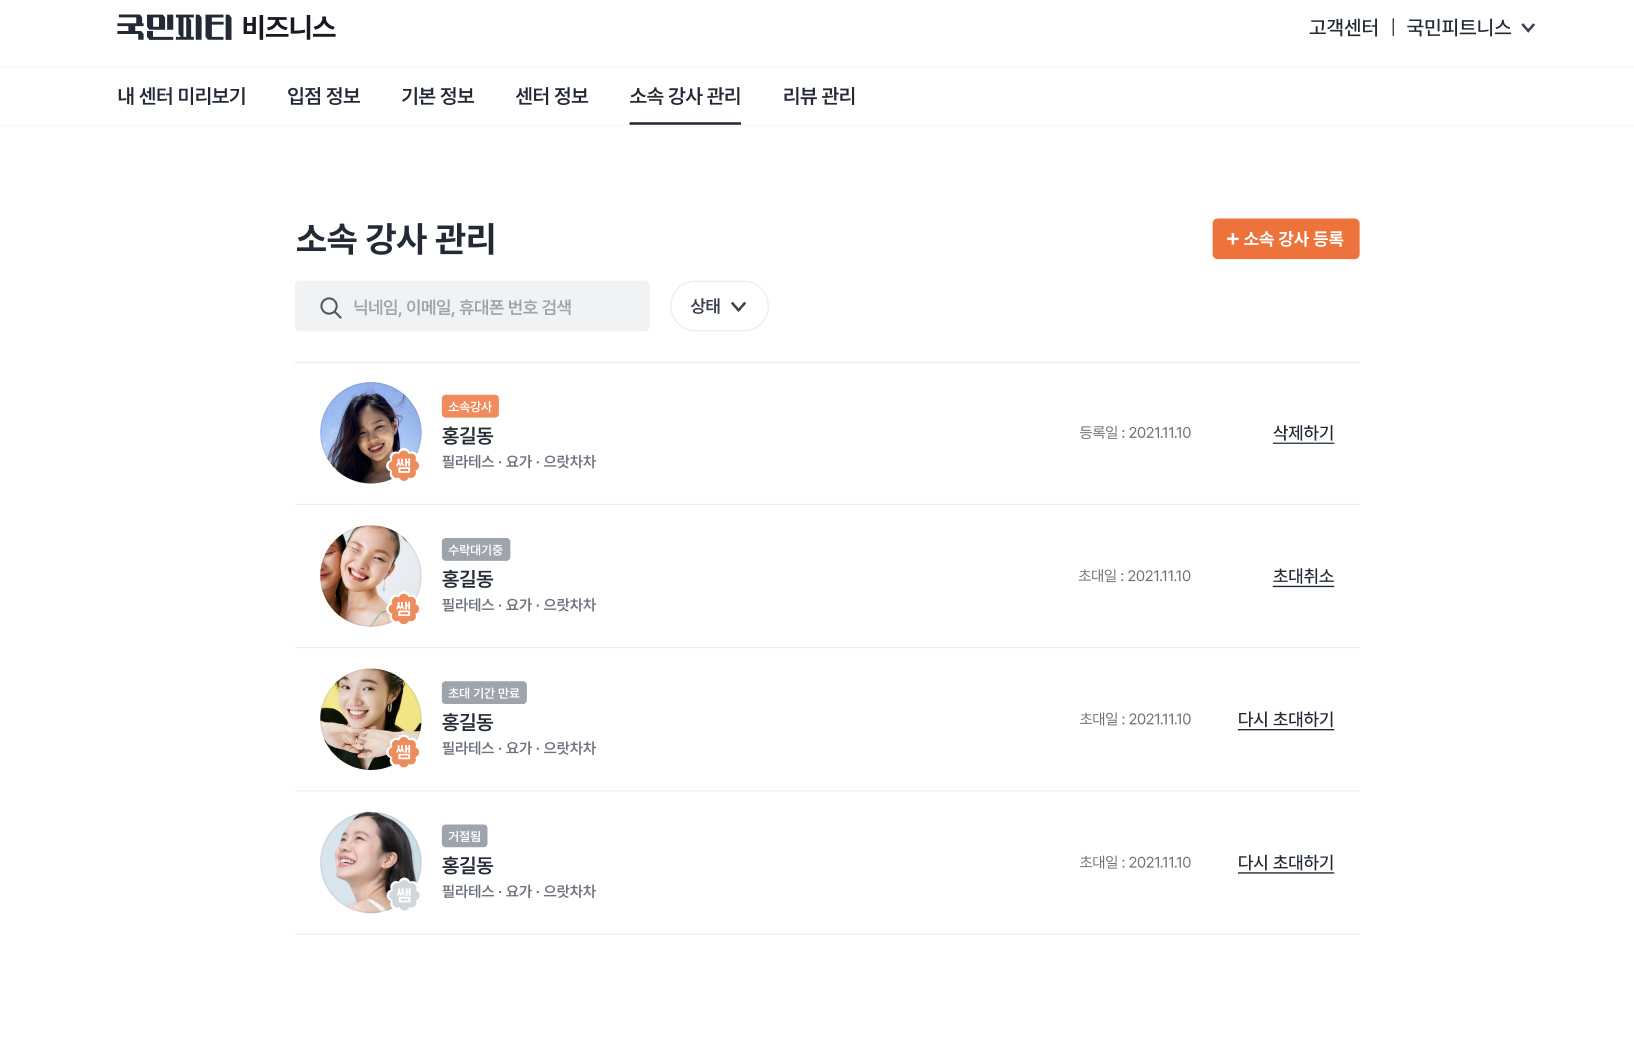 국민피티 비즈니스
고객센터 | 국민피트니스
내 센터 미리보기 입점 정보 기본 정보 센터 정보 소속 강사 관리 리뷰 관리
소속 강사 관리
+ 소속 강사 등록
닉네임, 이메일, 휴대폰 번호 검색
상태
소속강사
홍길동
필라테스 · 요가 · 으랏차차
쌤
등록일 : 2021.11.10
삭제하기
수락대기중
홍길동
필라테스 · 요가 · 으랏차차
쌤
초대일 : 2021.11.10
초대취소
초대 기간 만료
홍길동
필라테스 · 요가 · 으랏차차
쌤
초대일 : 2021.11.10
다시 초대하기
거절됨
홍길동
필라테스 · 요가 · 으랏차차
쌤
초대일 : 2021.11.10
다시 초대하기